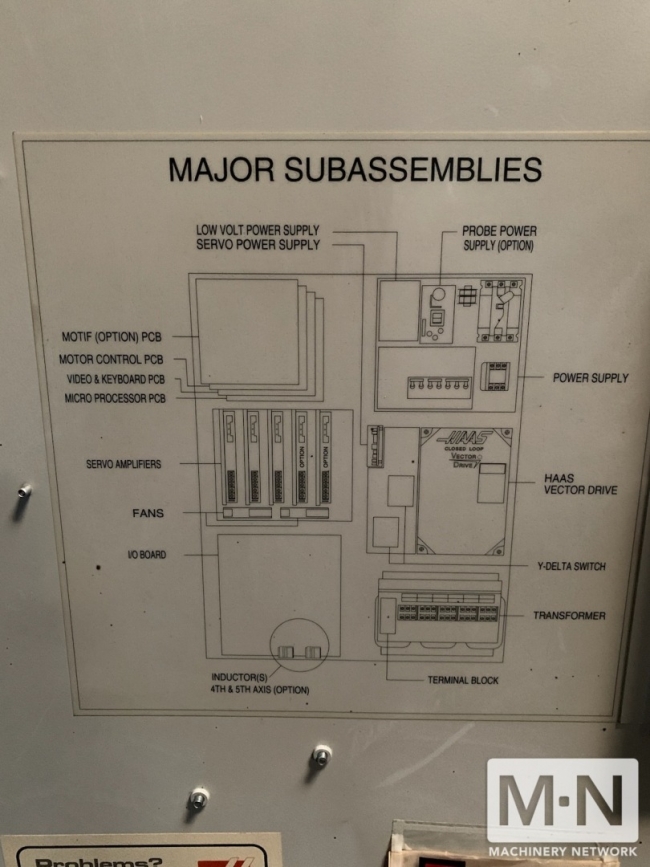 MAJOR SUBASSEMBLIES
LOW VOLT POWER SUPPLY
SERVO POWER SUPPLY
PROBE POWER
SUPPLY (OPTION)
MOTIF (OPTION) PCB
MOTOR CONTROL PCB
VIDEO & KEYBOARD PCB
MICRO PROCESSOR PCB
POWER SUPPLY
SERVO AMPLIFIERS
OPTION
OPTION
HAAS
CLOSED LOOP
VECTOR
DRIVE
HAAS
VECTOR DRIVE
FANS
I/O BOARD
Y-DELTA SWITCH
TRANSFORMER
INDUCTOR(S)
4TH & 5TH AXIS (OPTION)
TERMINAL BLOCK
Problems?
M·N
MACHINERY NETWORK